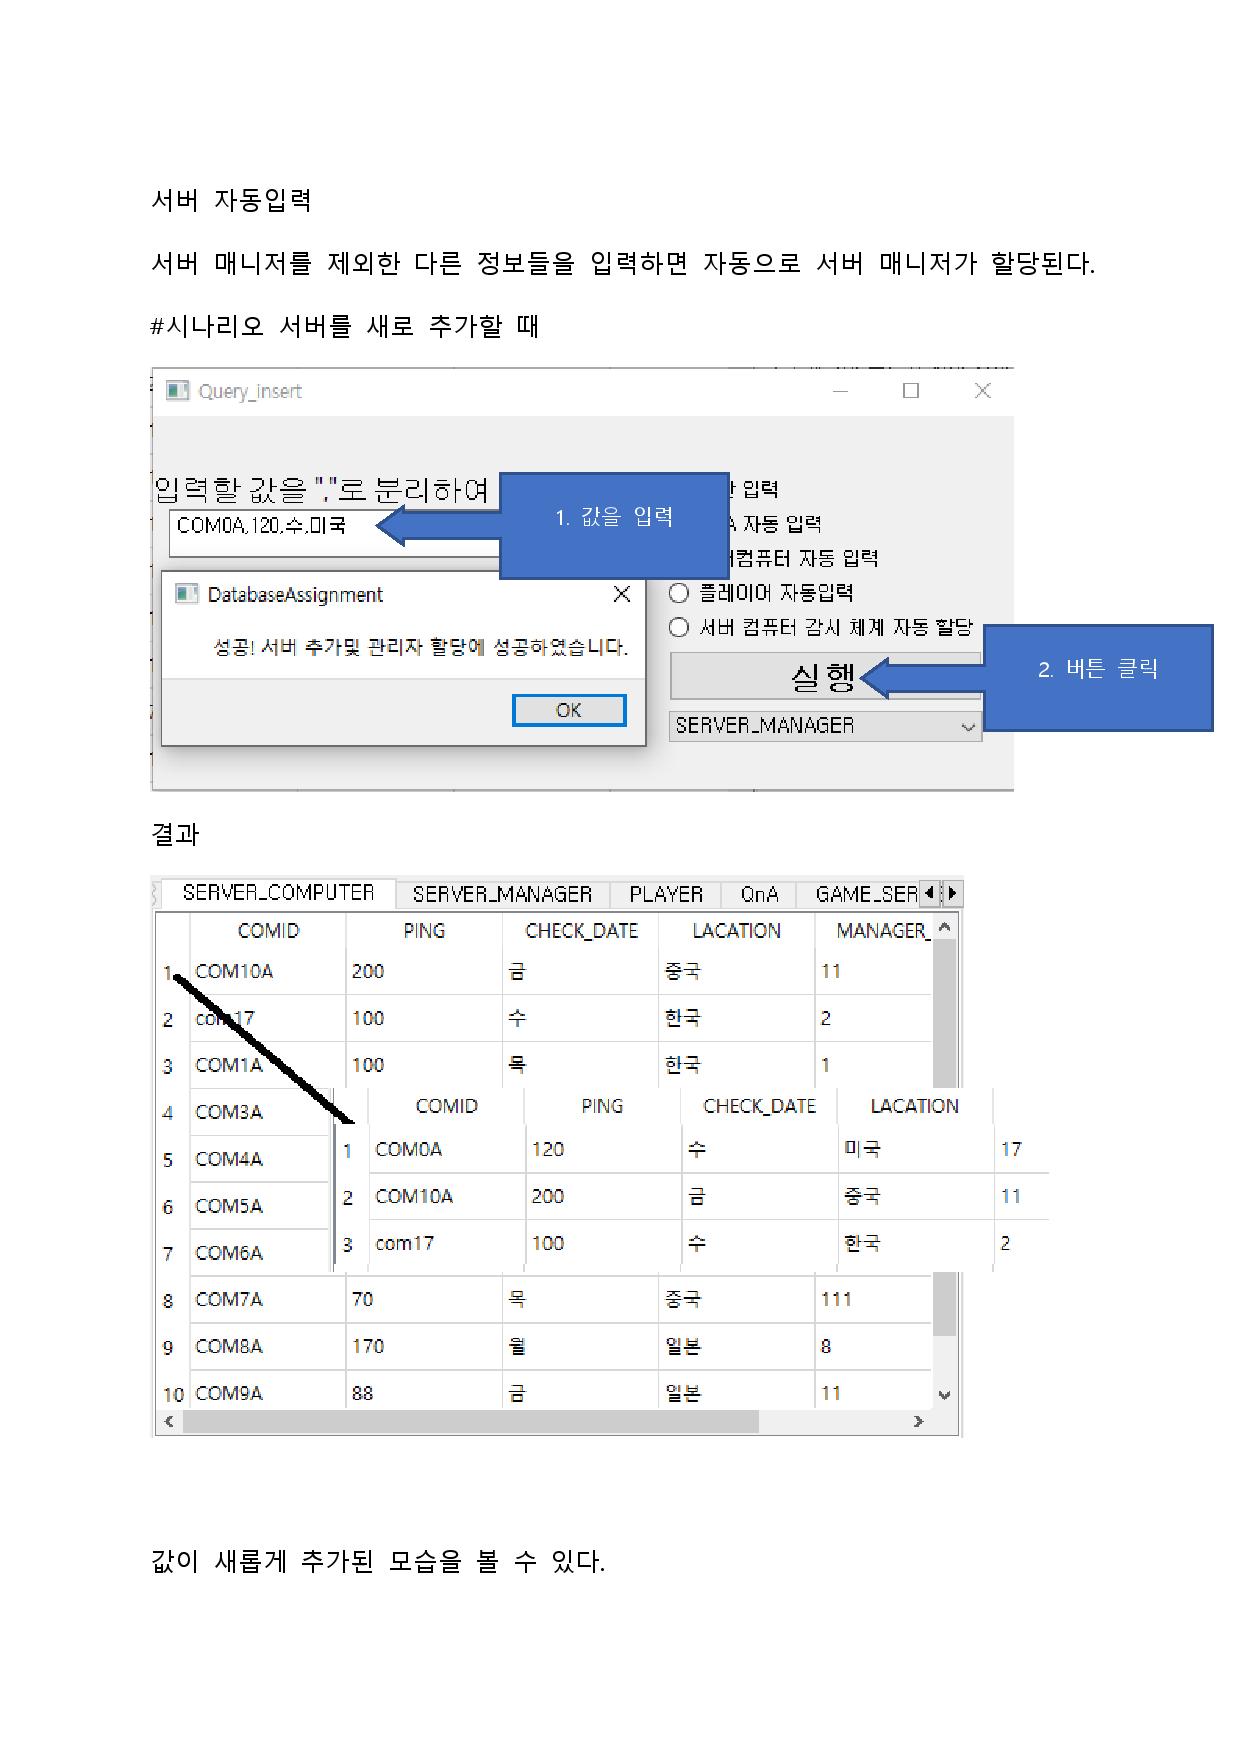 서버 자동입력
서버 매니저를 제외한 다른 정보들을 입력하면 자동으로 서버 매니저가 할당된다.
#시나리오 서버를 새로 추가할 때
Query_insert
입력할 값을 ","로 분리하여
1. 값을 입력
입력
COM0A,120,수,미국
A 자동 입력
컴퓨터 자동 입력
DatabaseAssignment
플레이어 자동입력
성공! 서버 추가및 관리자 할당에 성공하였습니다.
서버 컴퓨터 감시 체계 자동 할당
실행
2. 버튼 클릭
OK
SERVER_MANAGER
결과
SERVER_COMPUTER SERVER_MANAGER PLAYER QnA GAME_SER
COMID PING CHECK_DATE LACATION MANAGER_
1 COM10A 200 금 중국 11
2 com17 100 수 한국 2
3 COM1A 100 목 한국 1
4 COM3A
5 COM4A
6 COM5A
7 COM6A
COMID PING CHECK_DATE LACATION
1 COM0A 120 수 미국 17
2 COM10A 200 금 중국 11
3 com17 100 수 한국 2
8 COM7A 70 목 중국 111
9 COM8A 170 월 일본 8
10 COM9A 88 금 일본 11
값이 새롭게 추가된 모습을 볼 수 있다.